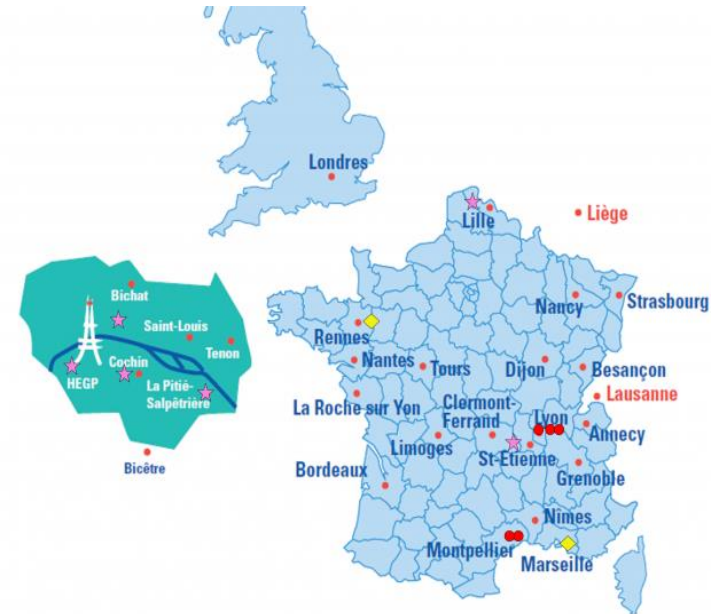 Londres
Lille
Liège
Bichat
Saint-Louis
Tenon
Cochin
HEGP
La Pitié-
Salpêtrière
Bicêtre
Nancy
Strasbourg
Rennes
Nantes
Tours
Dijon
Besançon
Lausanne
La Roche sur Yon
Clermont-
Ferrand
Lyon
Annecy
Limoges
St-Etienne
Grenoble
Bordeaux
Nimes
Montpellier
Marseille